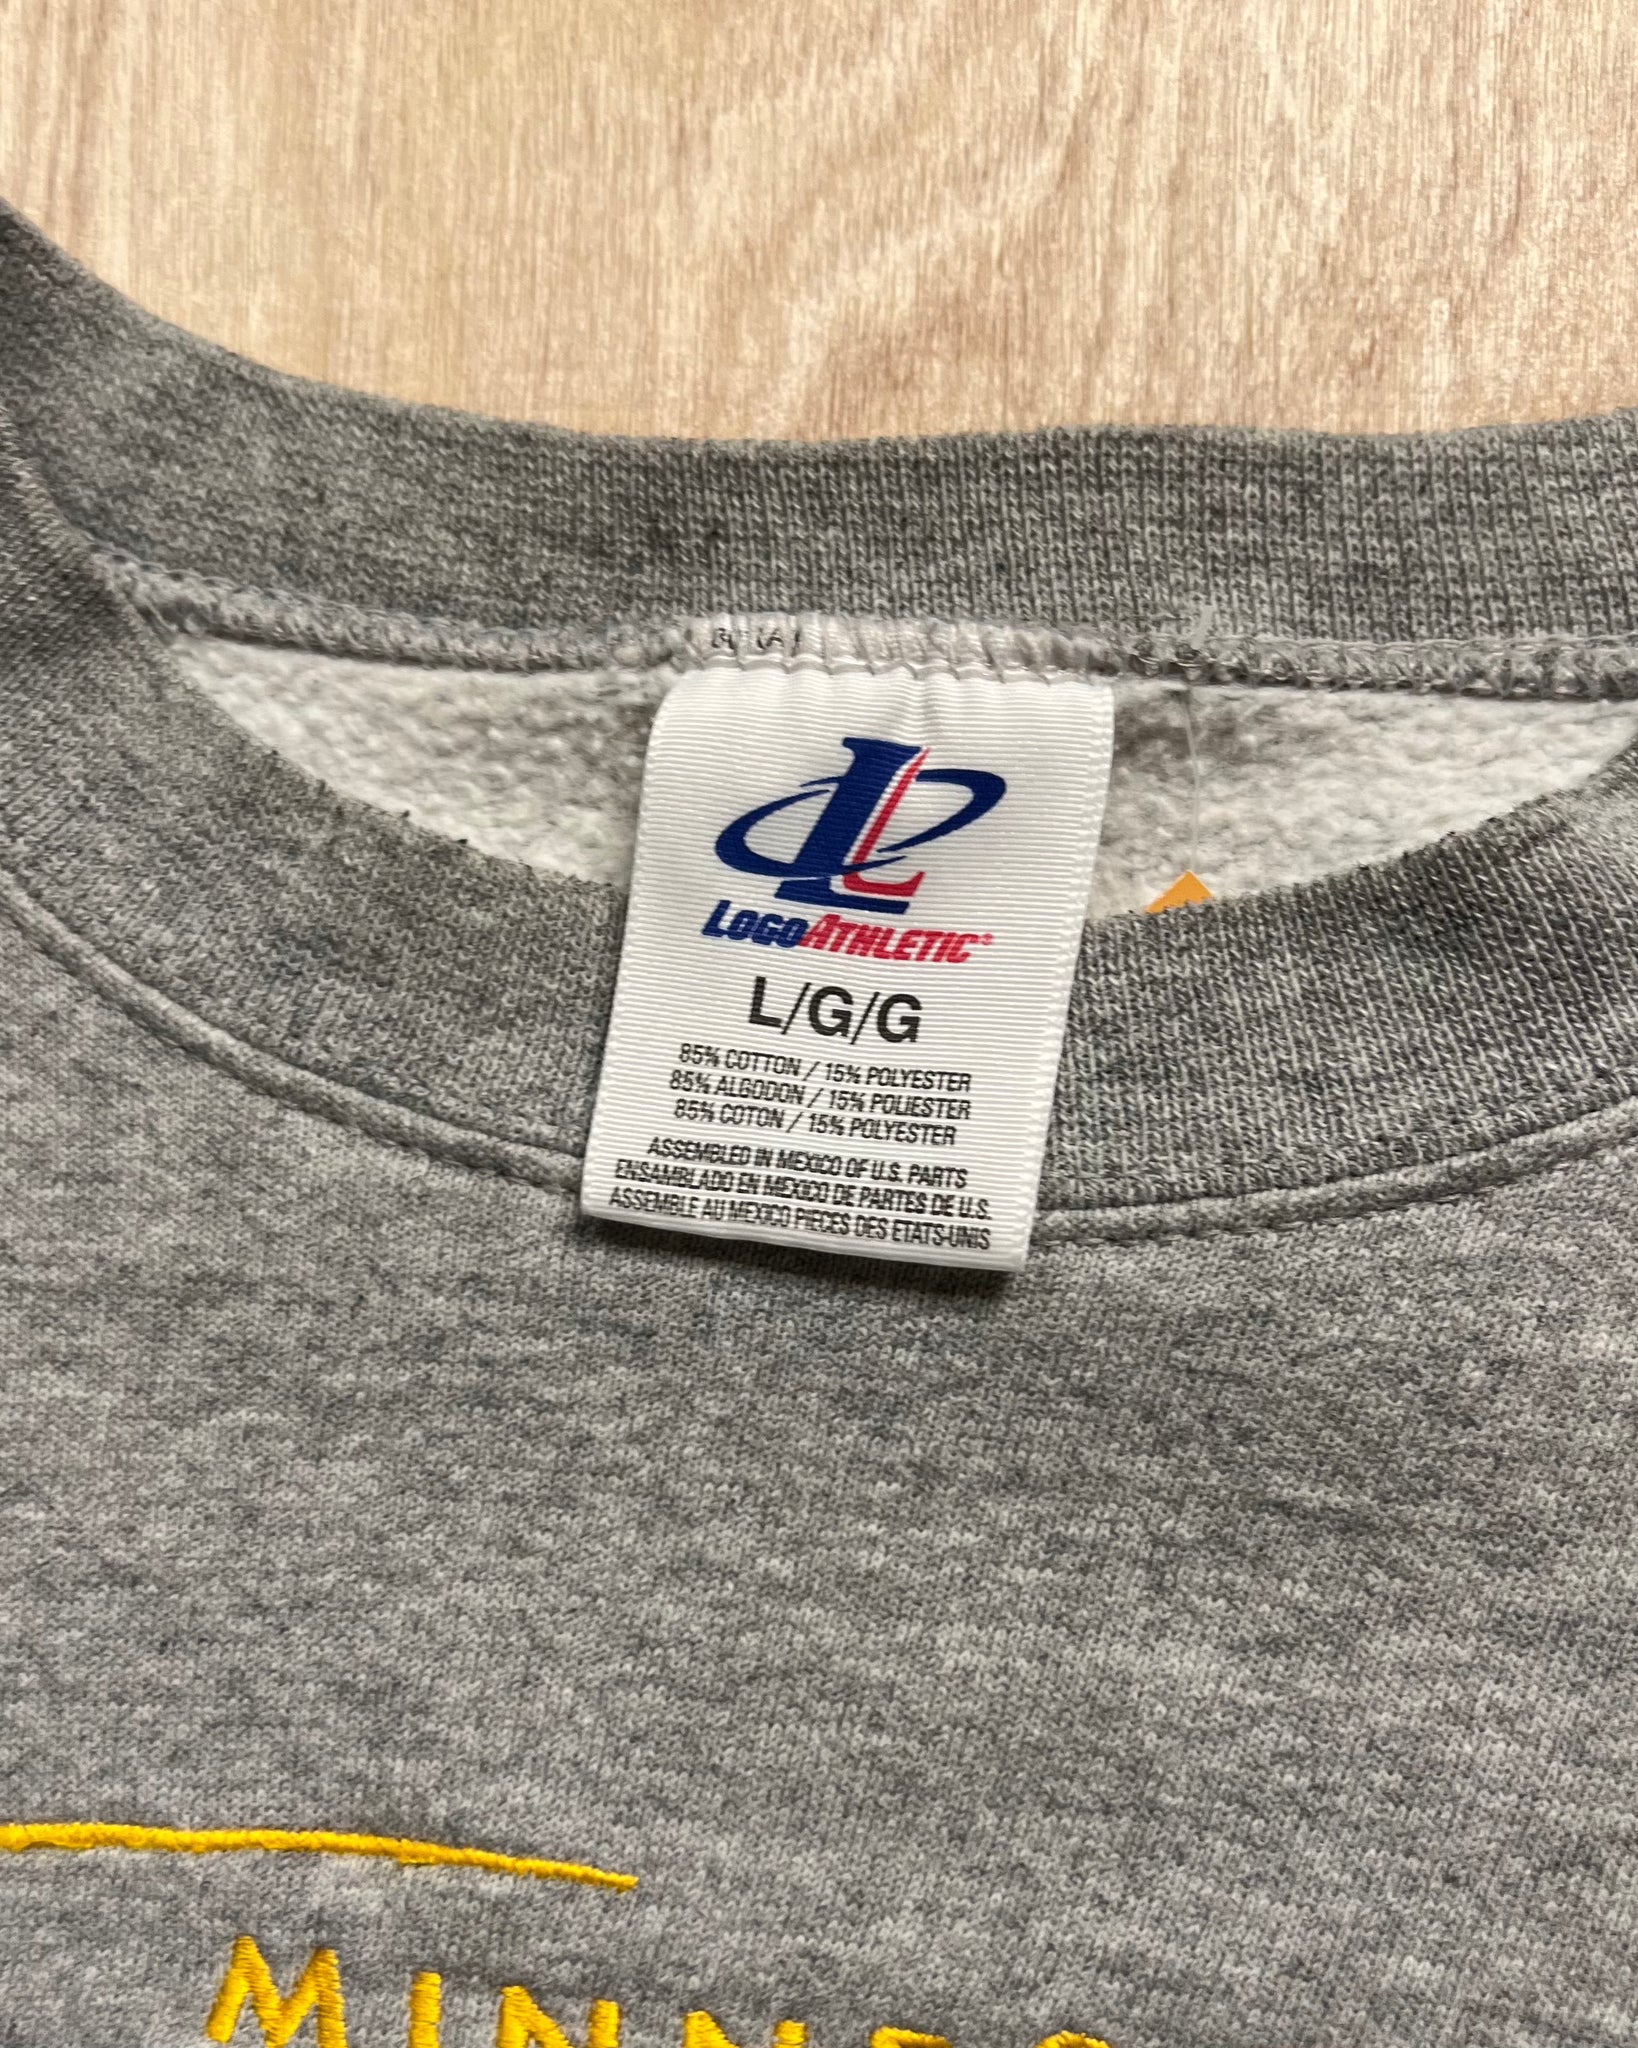 LOGOATHLETIC®
L/G/G
85% COTTON / 15% POLYESTER
85% ALGODON / 15% POLIESTER
85% COTON / 15% POLYESTER
ASSEMBLED IN MEXICO OF U.S. PARTS
ENSAMBLADO EN MEXICO DE PARTES DE U.S.
ASSEMBLE AU MEXICO PIECES DES ETATS-UNIS